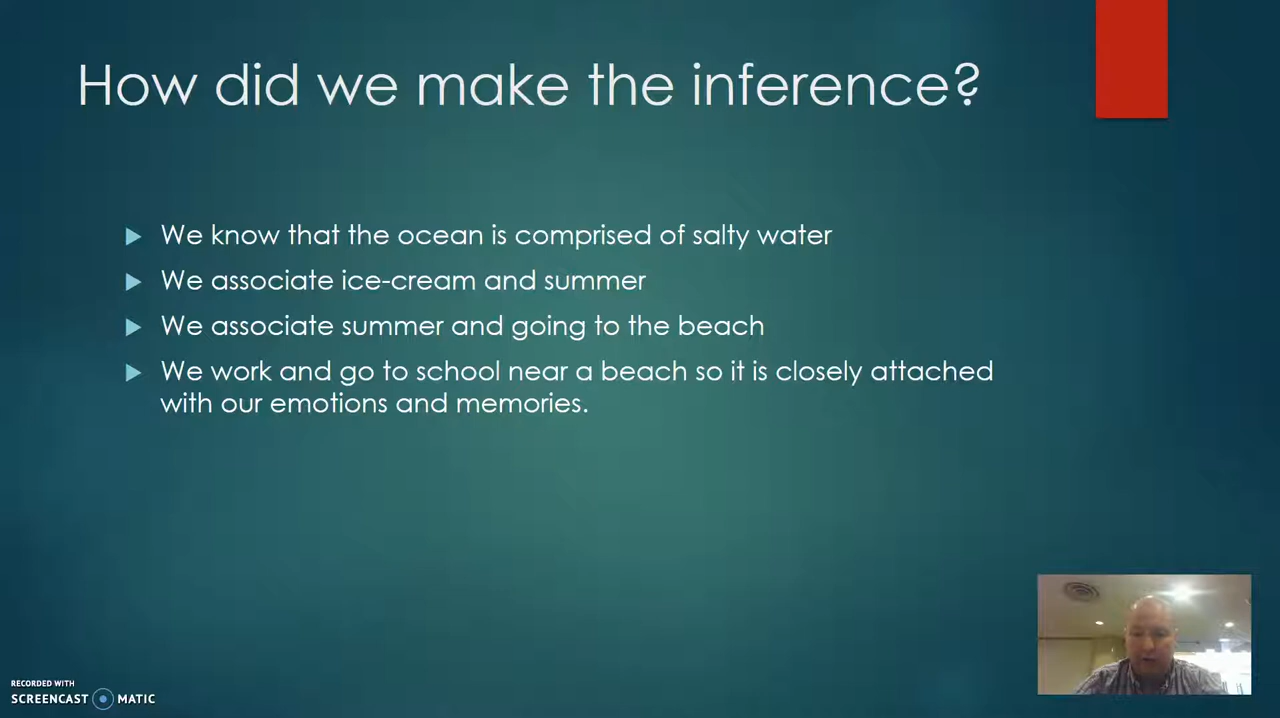 How did we make the inference?
We know that the ocean is comprised of salty water
We associate ice-cream and summer
We associate summer and going to the beach
We work and go to school near a beach so it is closely attached
with our emotions and memories.
RECORDED WITH
SCREENCAST MATIC